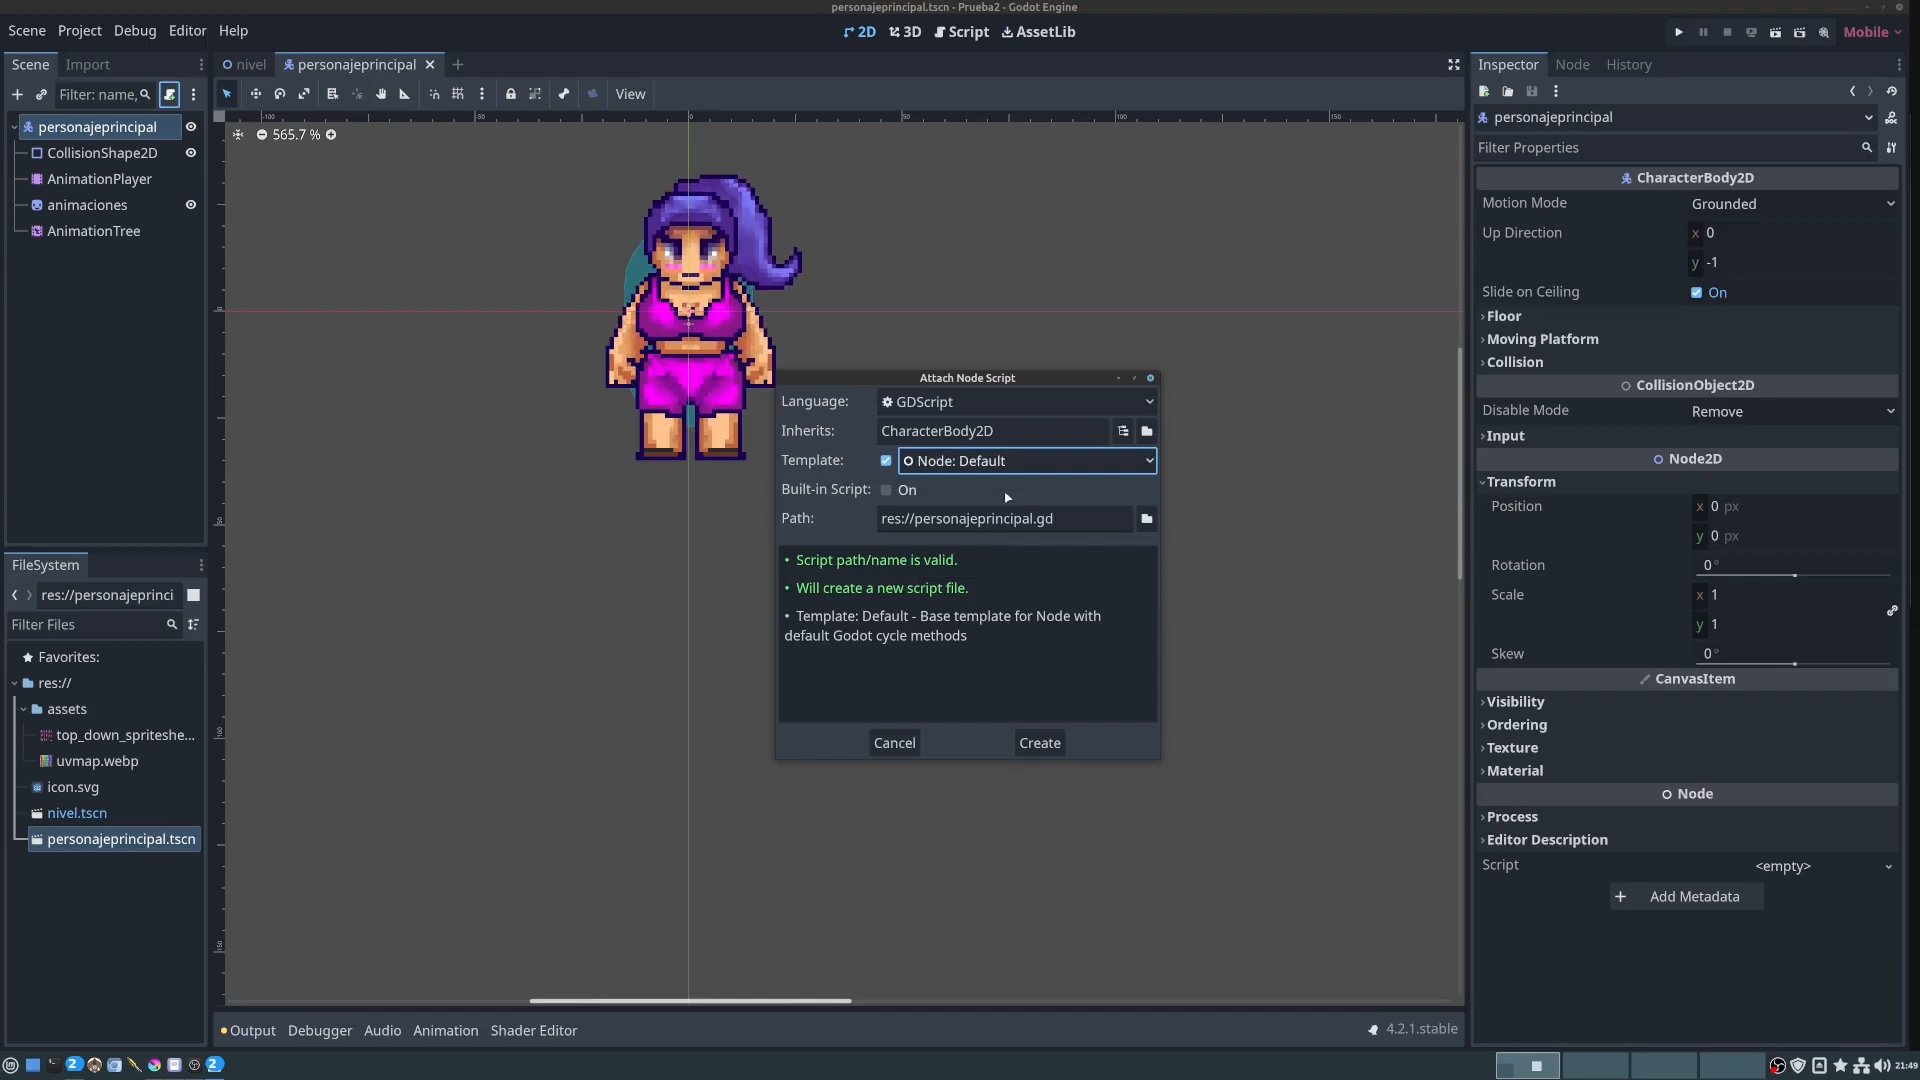 personajeprincipal.tscn - Prueba2 - Godot Engine
Scene Project Debug Editor Help
2D 3D Script AssetLib
Mobile
Scene Import
nivel personajeprincipal
Inspector Node History
Filter: name,
View
personajeprincipal
565.7 %
CollisionShape2D
AnimationPlayer
animaciones
AnimationTree
personajeprincipal
Filter Properties
CharacterBody2D
Motion Mode Grounded
Up Direction x 0
y -1
Slide on Ceiling On
Floor
Moving Platform
Collision
CollisionObject2D
Disable Mode Remove
Input
Node2D
Transform
Position x 0 px
y 0 px
Rotation 0 °
Scale x 1
y 1
Skew 0 °
CanvasItem
Visibility
Ordering
Texture
Material
Node
Process
Editor Description
Script <empty>
Add Metadata
Attach Node Script
Language: GDScript
Inherits: CharacterBody2D
Template: Node: Default
Built-in Script: On
Path: res://personajeprincipal.gd
• Script path/name is valid.
• Will create a new script file.
• Template: Default - Base template for Node with
default Godot cycle methods
Cancel Create
FileSystem
res://personajeprinci
Filter Files
Favorites:
res://
assets
top_down_spriteshe...
uvmap.webp
icon.svg
nivel.tscn
personajeprincipal.tscn
Output Debugger Audio Animation Shader Editor
4.2.1.stable
2 2
21:49